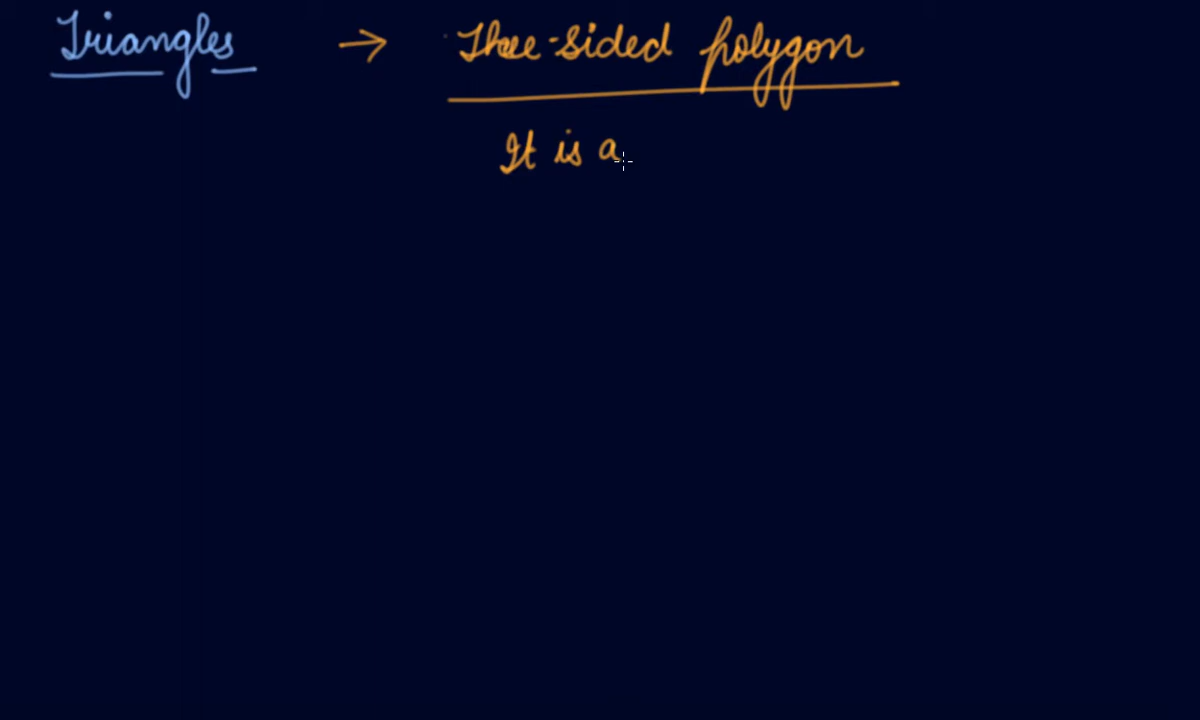 Triangles → Three-sided polygon
It is a